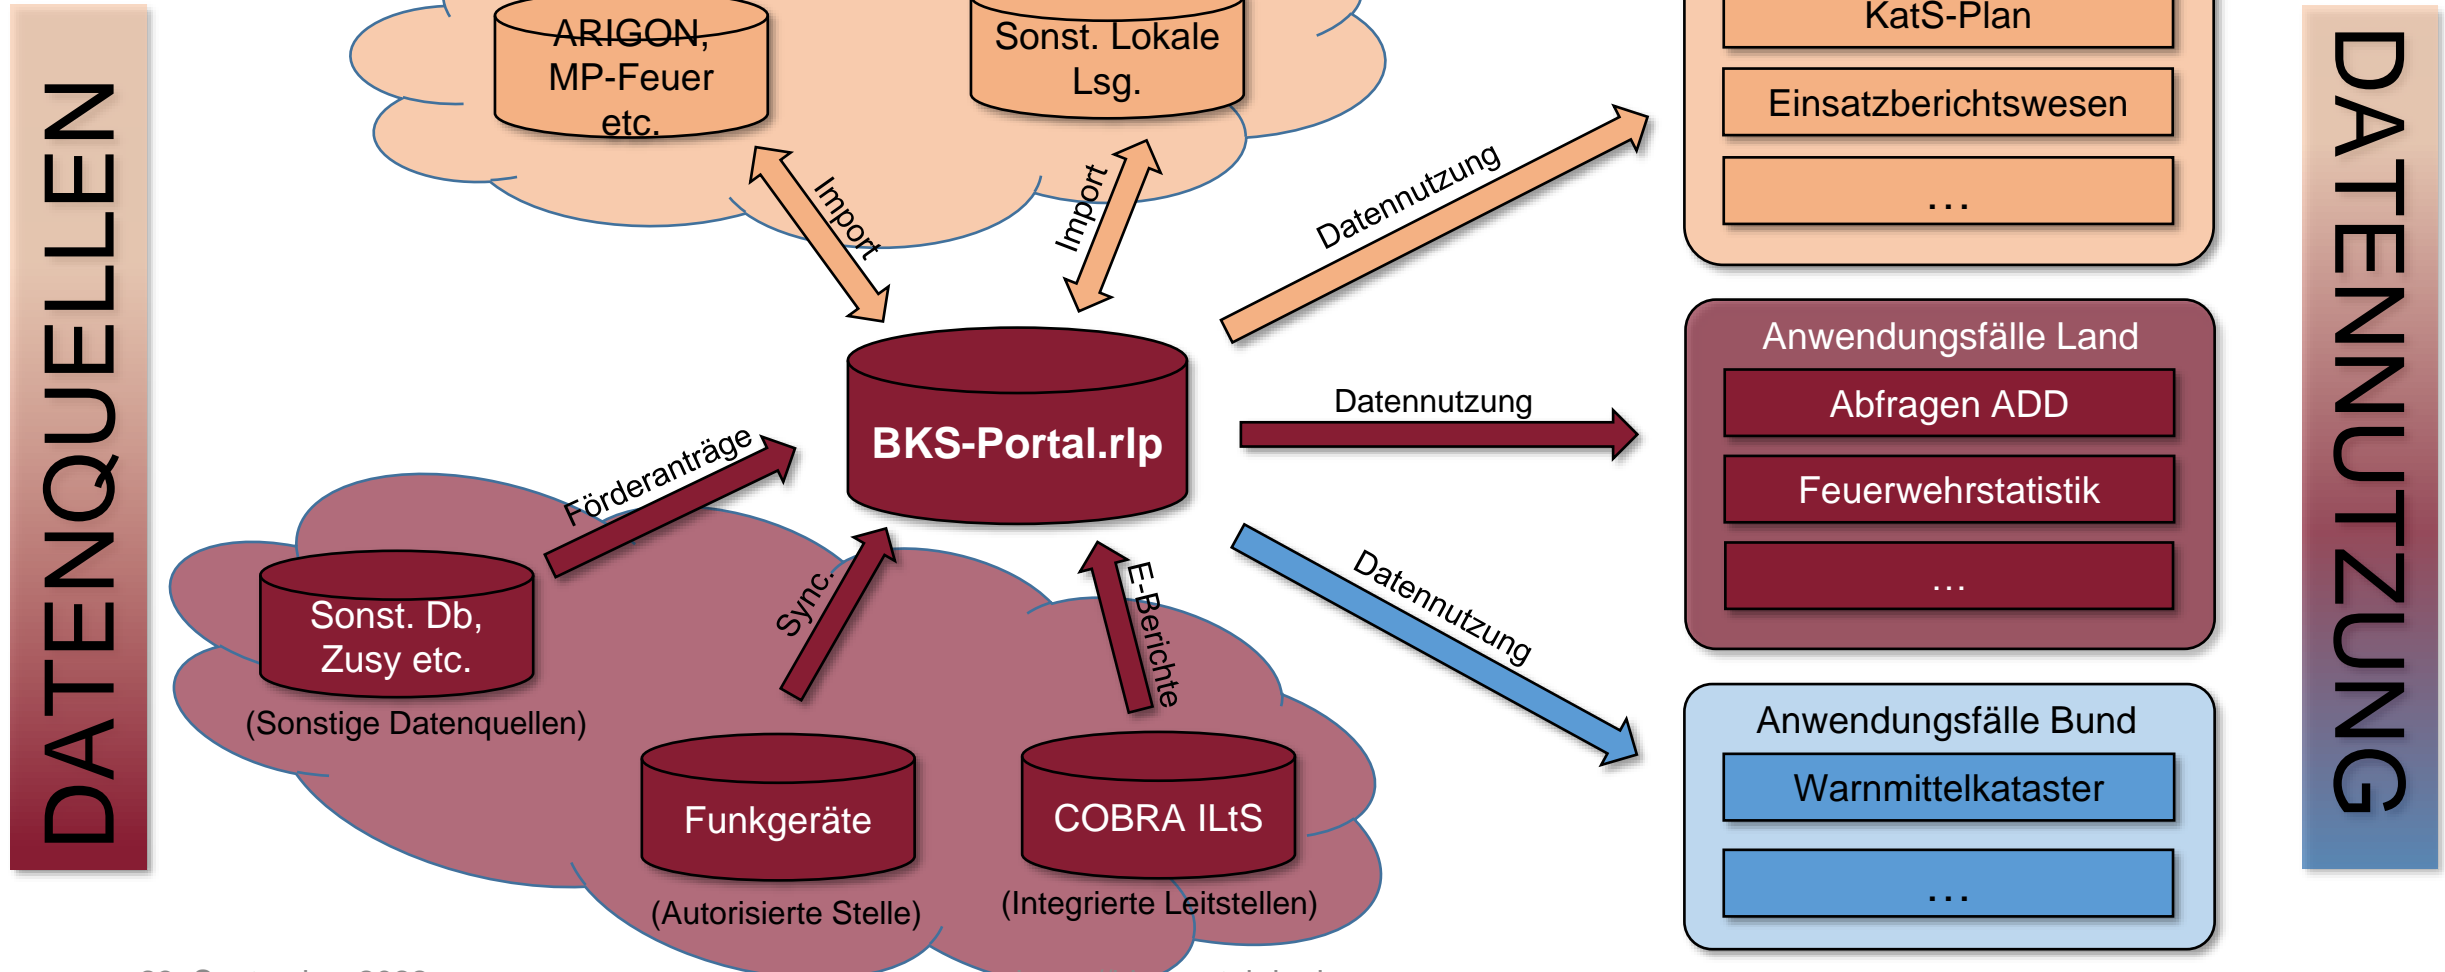 DATENQUELLEN
ARIGON,
MP-Feuer
etc.
Sonst. Lokale
Lsg.
Import
Import
Datennutzung
KatS-Plan
Einsatzberichtswesen
...
BKS-Portal.rlp
Datennutzung
Anwendungsfälle Land
Abfragen ADD
Feuerwehrstatistik
...
Förderanträge
Sync.
E-Berichte
Datennutzung
Sonst. Db,
Zusy etc.
(Sonstige Datenquellen)
Funkgeräte
(Autorisierte Stelle)
COBRA ILtS
(Integrierte Leitstellen)
Anwendungsfälle Bund
Warnmittelkataster
...
DATENNUTZUNG